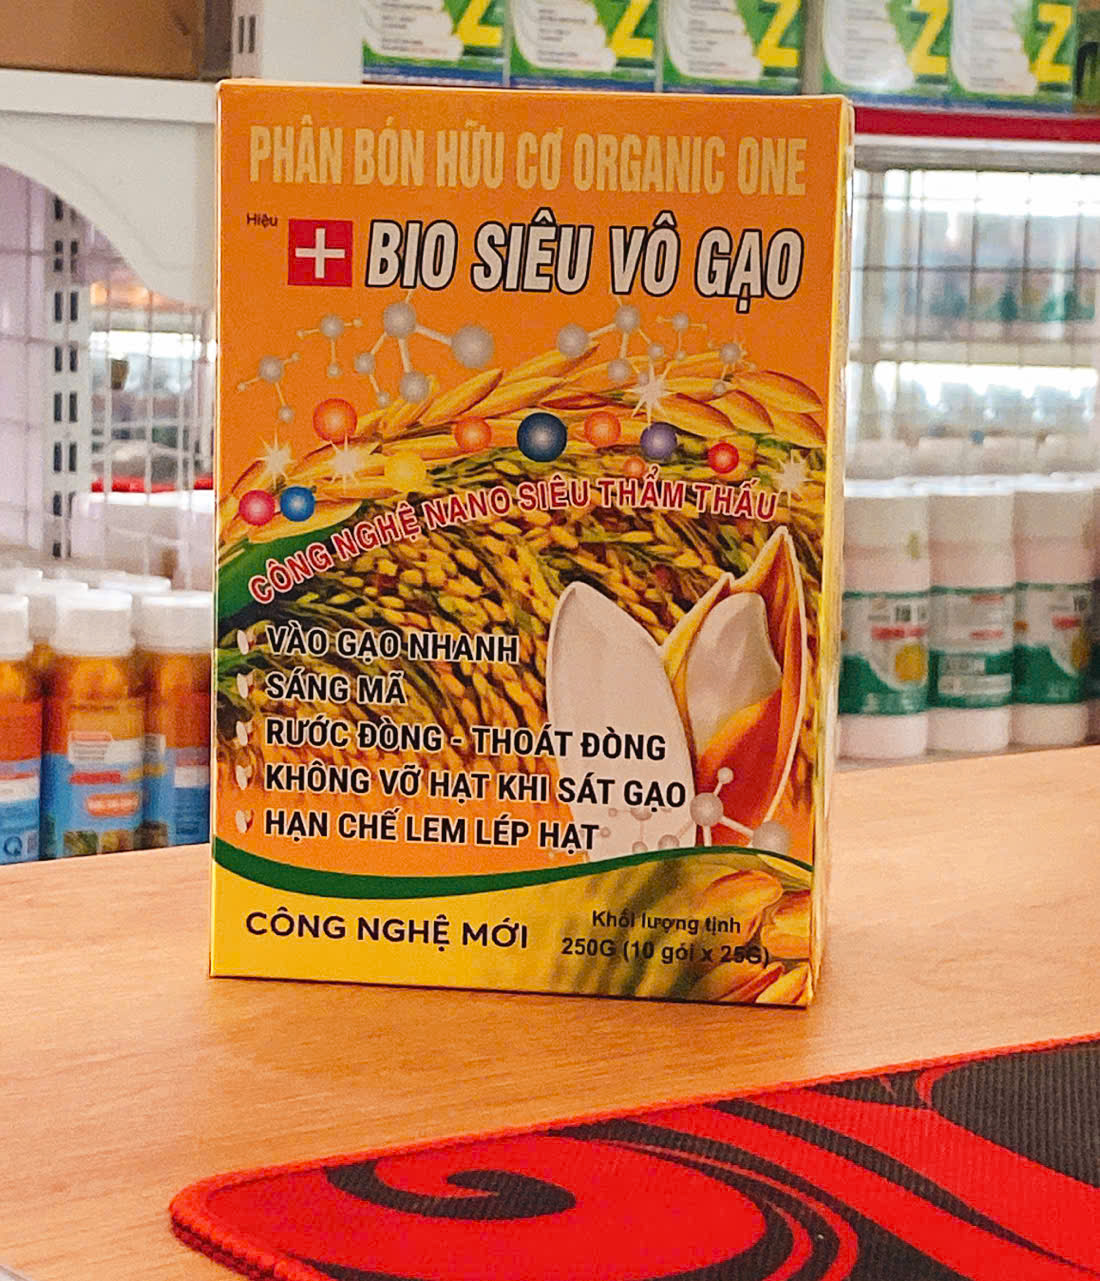 PHÂN BÓN HỮU CƠ ORGANIC ONE
Hiệu
BIO SIÊU VÔ GẠO
CÔNG NGHỆ NANO SIÊU THẨM THẤU
VÀO GẠO NHANH
SÁNG MÃ
RƯỚC ĐÒNG - THOÁT ĐÒNG
KHÔNG VỠ HẠT KHI SÁT GẠO
HẠN CHẾ LEM LÉP HẠT
CÔNG NGHỆ MỚI
Khối lượng tịnh
250G (10 gói x 25G)
Z
Z
Z
Z